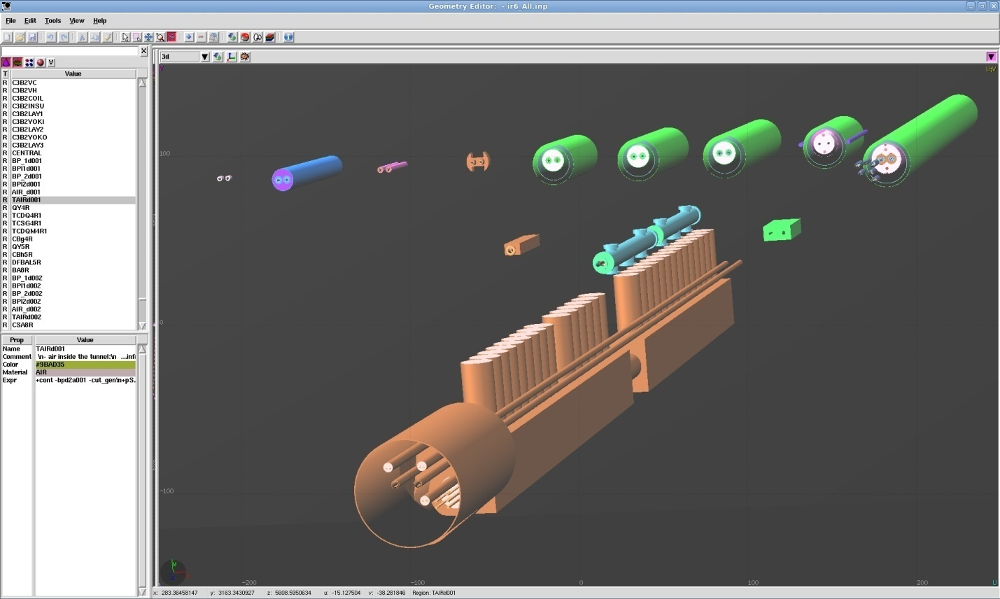 Geometry Editor: - ir6_All.inp
File Edit Tools View Help
3d
V
T Value
R C3B2VC
R C3B2VH
R C3B2COIL
R C3B2INSU
R C3B2LAY1
R C3B2YOKI
R C3B2LAY2
R C3B2YOKO
R C3B2LAY3
R CENTRAL
R BP_1d001
R BPI1d001
R BP_2d001
R BPI2d001
R AIR_d001
R TAIRd001
R QY4R
R TCDQ4R1
R TCSG4R1
R TCDQM4R1
R CBg4R
R QY5R
R CBh5R
R DFBAL5R
R BA8R
R BP_1d002
R BPI1d002
R BP_2d002
R BPI2d002
R AIR_d002
R TAIRd002
R CSA8R
Prop Value
Name TAIRd001
Comment \n- air inside the tunnel:\n ...inf
Color #9BAD35
Material AIR
Expr +cont -bpd2a001 -cut_gen\n+pS.
100
0
-100
-200 -100 0 100 200
U
x: 283.36458147 y: 3163.3430927 z: 5608.5950634 u: -15.127504 v: -38.281846 Region: TAIRd001